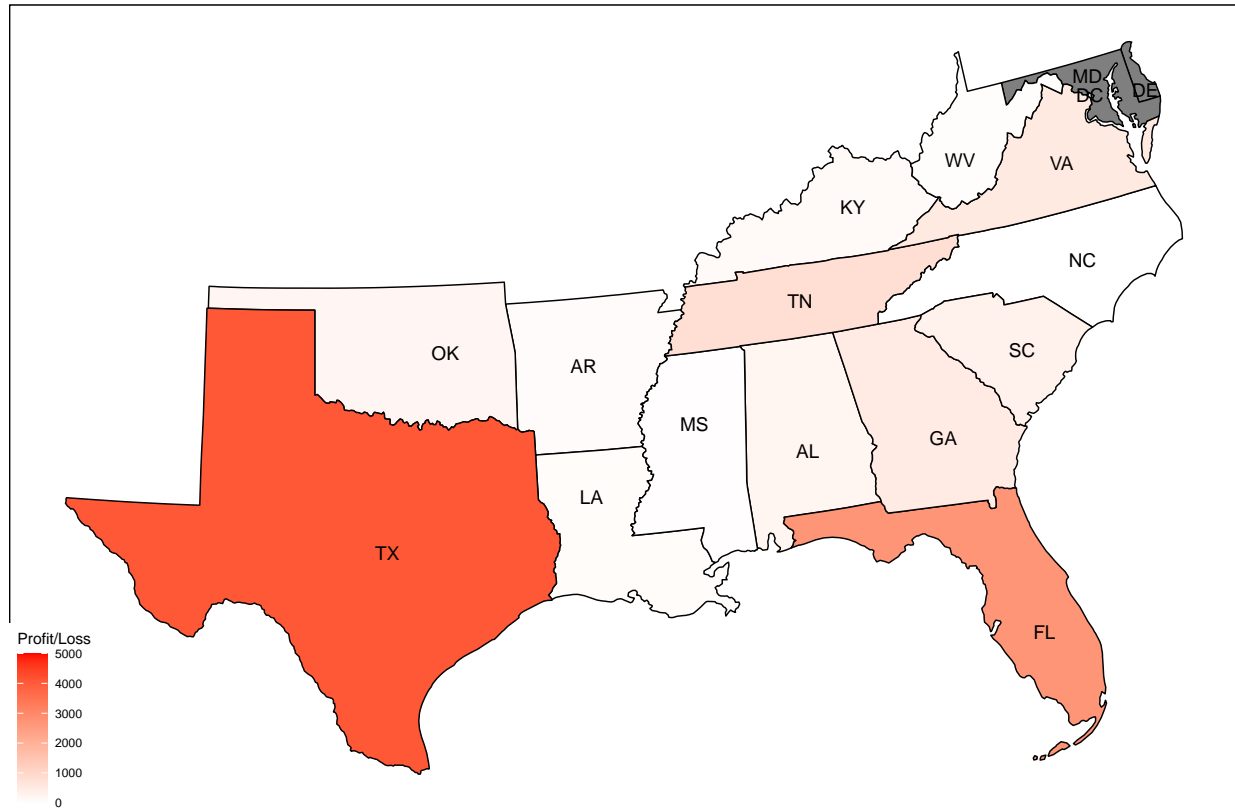 MD
DC
DE
WV
VA
KY
NC
TN
SC
OK
AR
MS
GA
AL
LA
TX
FL
Profit/Loss
5000
4000
3000
2000
1000
0